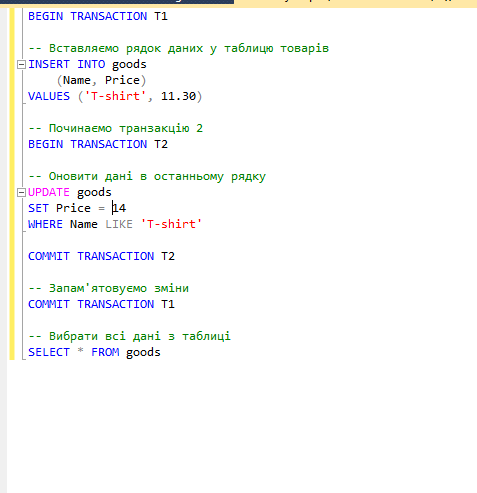 BEGIN TRANSACTION T1
-- Вставляємо рядок даних у таблицю товарів
INSERT INTO goods
(Name, Price)
VALUES ('T-shirt', 11.30)
-- Починаємо транзакцію 2
BEGIN TRANSACTION T2
-- Оновити дані в останньому рядку
UPDATE goods
SET Price = 14
WHERE Name LIKE 'T-shirt'
COMMIT TRANSACTION T2
-- Запам'ятовуємо зміни
COMMIT TRANSACTION T1
-- Вибрати всі дані з таблиці
SELECT * FROM goods